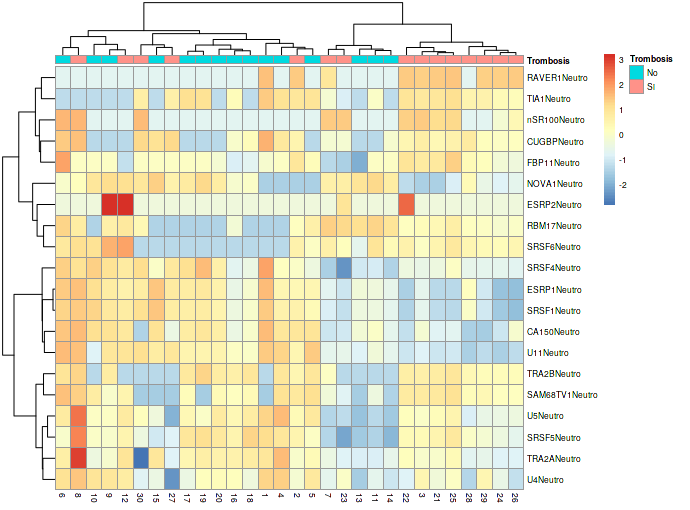 Trombosis
RAVER1Neutro
TIA1Neutro
nSR100Neutro
CUGBPNeutro
FBP11Neutro
NOVA1Neutro
ESRP2Neutro
RBM17Neutro
SRSF6Neutro
SRSF4Neutro
ESRP1Neutro
SRSF1Neutro
CA150Neutro
U11Neutro
TRA2BNeutro
SAM68TV1Neutro
U5Neutro
SRSF5Neutro
TRA2ANeutro
U4Neutro
6 8 10 9 12 30 15 27 17 19 20 16 18 1 4 2 5 7 23 13 11 14 22 3 21 25 28 29 24 26
3
2
1
0
-1
-2
Trombosis
No
SI